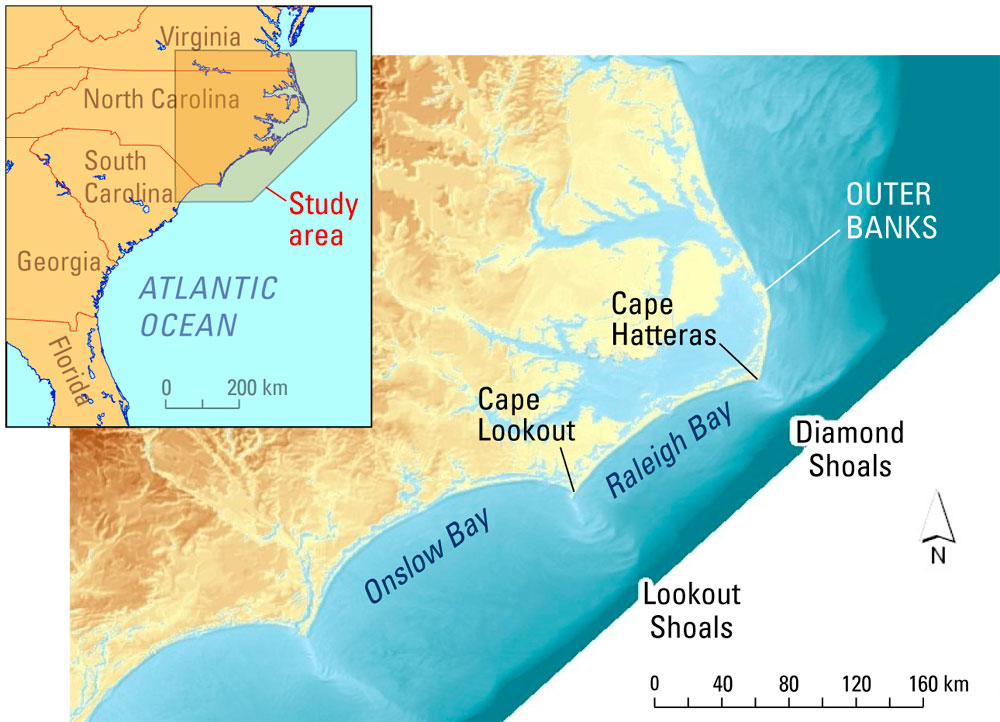 Virginia
North Carolina
South
Carolina
Study
area
Georgia
ATLANTIC
OCEAN
Florida
0 200 km
OUTER
BANKS
Cape
Hatteras
Cape
Lookout
Raleigh Bay
Diamond
Shoals
Onslow Bay
N
Lookout
Shoals
0 40 80 120 160 km